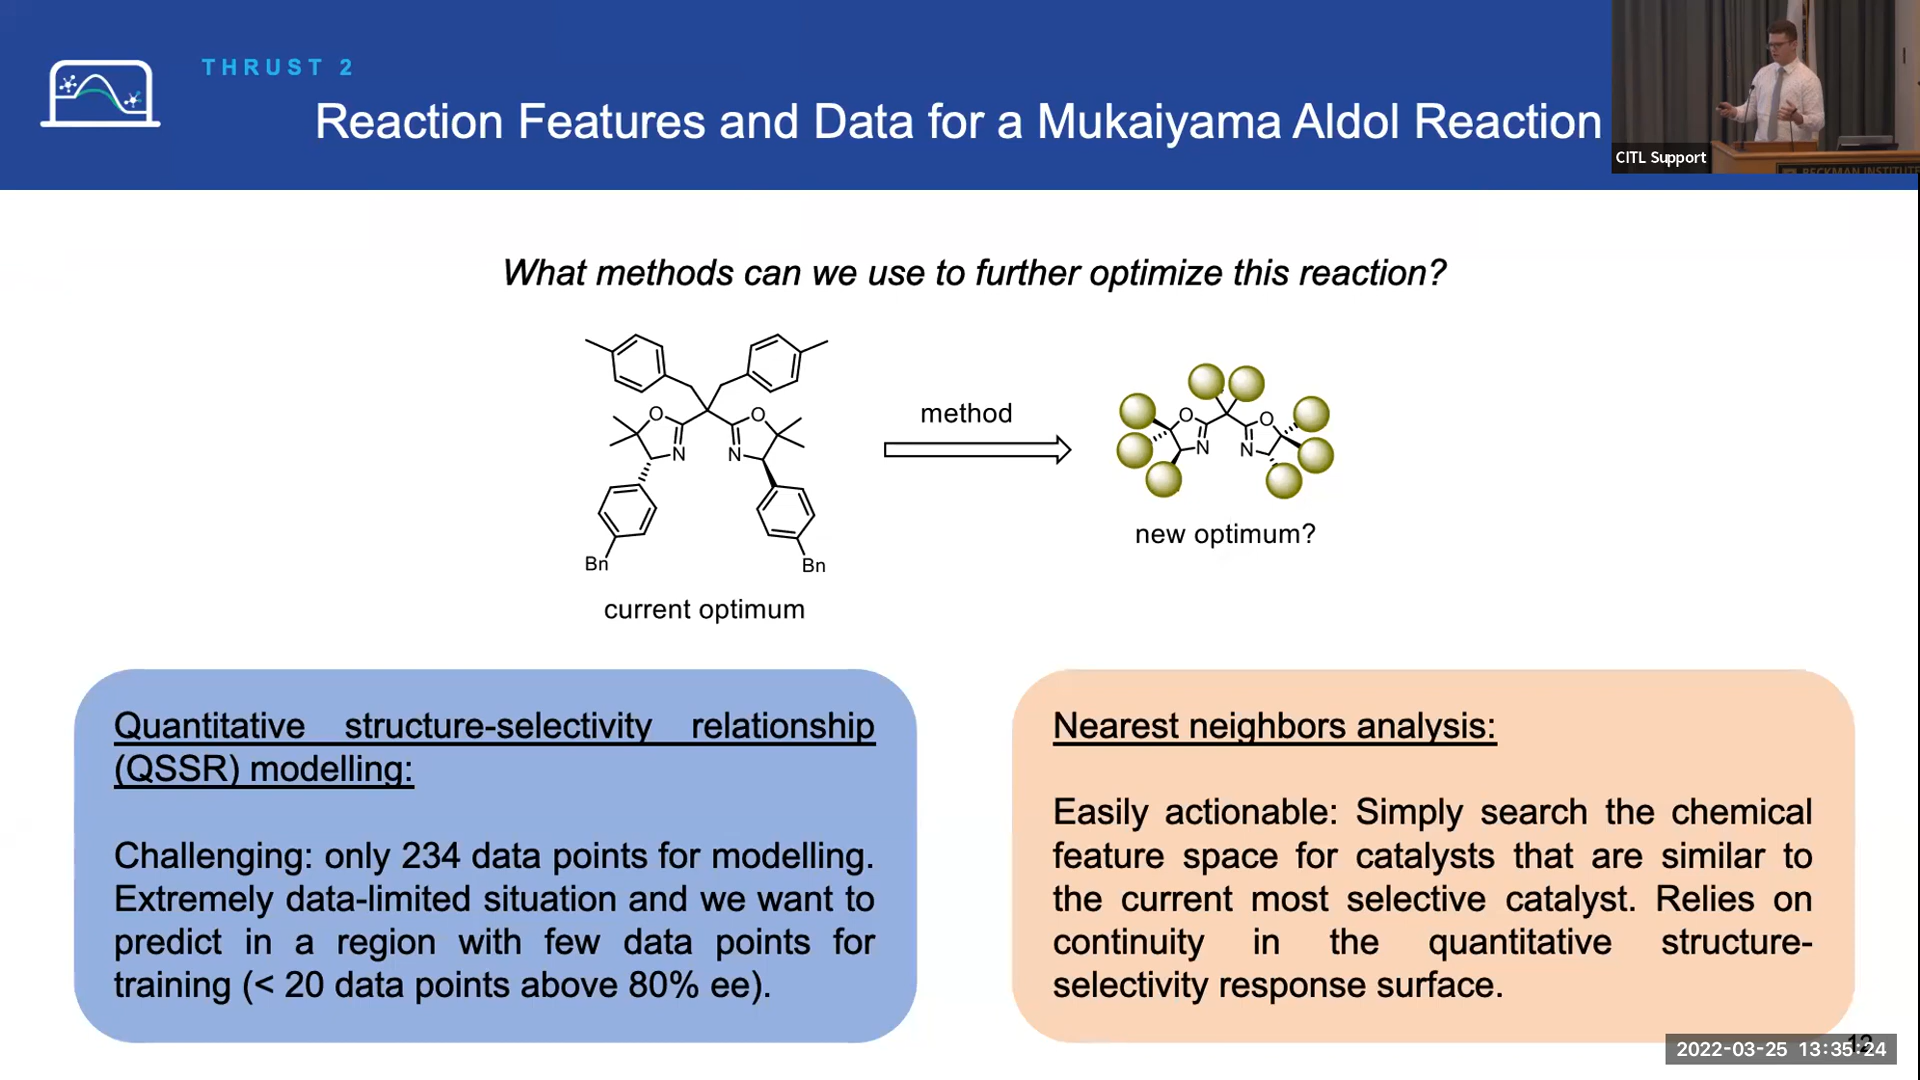 THRUST 2
Reaction Features and Data for a Mukaiyama Aldol Reaction
CITL Support
BECKMAN INSTITUTE
What methods can we use to further optimize this reaction?
O
O
N
N
Bn
Bn
current optimum
method
O
O
N
N
new optimum?
Quantitative structure-selectivity relationship
(QSSR) modelling:
Challenging: only 234 data points for modelling.
Extremely data-limited situation and we want to
predict in a region with few data points for
training (< 20 data points above 80% ee).
Nearest neighbors analysis:
Easily actionable: Simply search the chemical
feature space for catalysts that are similar to
the current most selective catalyst. Relies on
continuity in the quantitative structure-
selectivity response surface.
12
2022-03-25 13:35:24